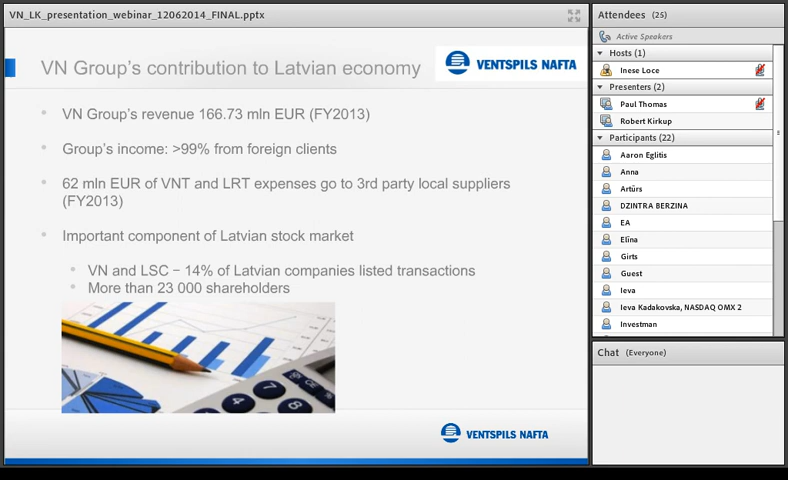 VN_LK_presentation_webinar_12062014_FINAL.pptx
VN Group's contribution to Latvian economy
VENTSPILS NAFTA
• VN Group's revenue 166.73 mln EUR (FY2013)
• Group's income: >99% from foreign clients
• 62 mln EUR of VNT and LRT expenses go to 3rd party local suppliers
(FY2013)
• Important component of Latvian stock market
• VN and LSC – 14% of Latvian companies listed transactions
• More than 23 000 shareholders
7
4
8
CE
VENTSPILS NAFTA
Attendees (25)
Active Speakers
Hosts (1)
Inese Loce
Presenters (2)
Paul Thomas
Robert Kirkup
Participants (22)
Aaron Eglitis
Anna
Artūrs
DZINTRA BERZINA
EA
Elīna
Girts
Guest
Ieva
Ieva Kadakovska, NASDAQ OMX 2
Investman
Chat (Everyone)